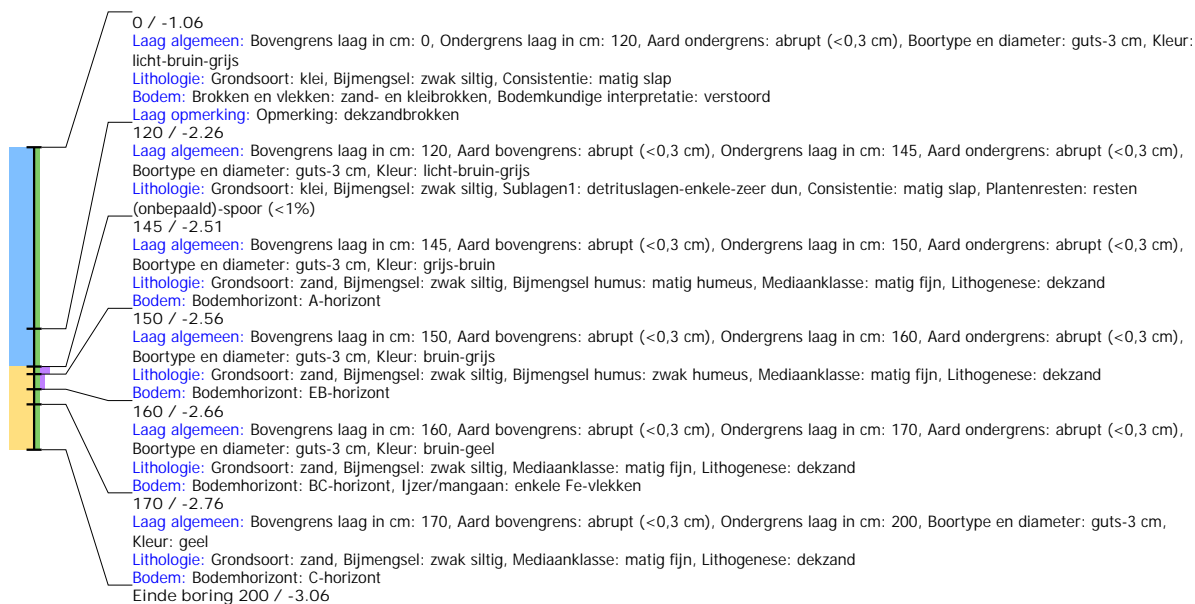 0 / -1.06
Laag algemeen: Bovengrens laag in cm: 0, Ondergrens laag in cm: 120, Aard ondergrens: abrupt (<0,3 cm), Boortype en diameter: guts-3 cm, Kleur:
licht-bruin-grijs
Lithologie: Grondsoort: klei, Bijmengsel: zwak siltig, Consistentie: matig slap
Bodem: Brokken en vlekken: zand- en kleibrokken, Bodemkundige interpretatie: verstoord
Laag opmerking: Opmerking: dekzandbrokken
120 / -2.26
Laag algemeen: Bovengrens laag in cm: 120, Aard bovengrens: abrupt (<0,3 cm), Ondergrens laag in cm: 145, Aard ondergrens: abrupt (<0,3 cm),
Boortype en diameter: guts-3 cm, Kleur: licht-bruin-grijs
Lithologie: Grondsoort: klei, Bijmengsel: zwak siltig, Sublagen1: detrituslagen-enkele-zeer dun, Consistentie: matig slap, Plantenresten: resten
(onbepaald)-spoor (<1%)
145 / -2.51
Laag algemeen: Bovengrens laag in cm: 145, Aard bovengrens: abrupt (<0,3 cm), Ondergrens laag in cm: 150, Aard ondergrens: abrupt (<0,3 cm),
Boortype en diameter: guts-3 cm, Kleur: grijs-bruin
Lithologie: Grondsoort: zand, Bijmengsel: zwak siltig, Bijmengsel humus: matig humeus, Mediaanklasse: matig fijn, Lithogenese: dekzand
Bodem: Bodemhorizont: A-horizont
150 / -2.56
Laag algemeen: Bovengrens laag in cm: 150, Aard bovengrens: abrupt (<0,3 cm), Ondergrens laag in cm: 160, Aard ondergrens: abrupt (<0,3 cm),
Boortype en diameter: guts-3 cm, Kleur: bruin-grijs
Lithologie: Grondsoort: zand, Bijmengsel: zwak siltig, Bijmengsel humus: zwak humeus, Mediaanklasse: matig fijn, Lithogenese: dekzand
Bodem: Bodemhorizont: EB-horizont
160 / -2.66
Laag algemeen: Bovengrens laag in cm: 160, Aard bovengrens: abrupt (<0,3 cm), Ondergrens laag in cm: 170, Aard ondergrens: abrupt (<0,3 cm),
Boortype en diameter: guts-3 cm, Kleur: bruin-geel
Lithologie: Grondsoort: zand, Bijmengsel: zwak siltig, Mediaanklasse: matig fijn, Lithogenese: dekzand
Bodem: Bodemhorizont: BC-horizont, Ijzer/mangaan: enkele Fe-vlekken
170 / -2.76
Laag algemeen: Bovengrens laag in cm: 170, Aard bovengrens: abrupt (<0,3 cm), Ondergrens laag in cm: 200, Boortype en diameter: guts-3 cm,
Kleur: geel
Lithologie: Grondsoort: zand, Bijmengsel: zwak siltig, Mediaanklasse: matig fijn, Lithogenese: dekzand
Bodem: Bodemhorizont: C-horizont
Einde boring 200 / -3.06